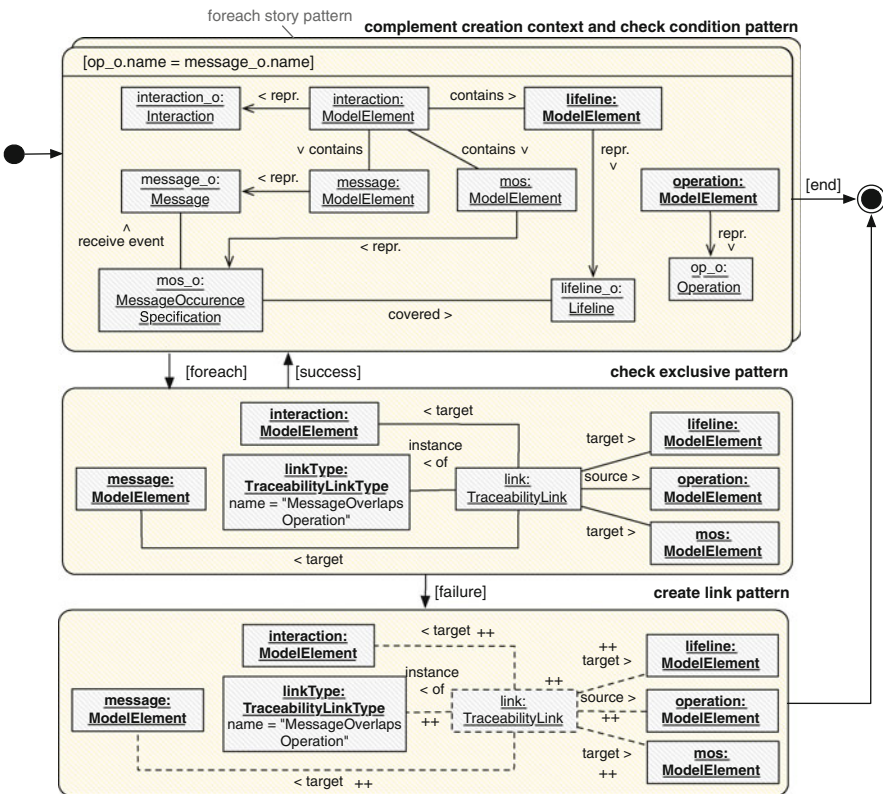 foreach story pattern
complement creation context and check condition pattern
[op_o.name = message_o.name]
interaction_o:
Interaction
< repr.
interaction:
ModelElement
contains >
lifeline:
ModelElement
v contains
contains v
repr.
v
message_o:
Message
< repr.
message:
ModelElement
mos:
ModelElement
operation:
ModelElement
[end]
^
receive event
< repr.
repr.
v
mos_o:
MessageOccurence
Specification
covered >
lifeline_o:
Lifeline
op_o:
Operation
[foreach]
[success]
check exclusive pattern
interaction:
ModelElement
< target
lifeline:
ModelElement
target >
instance
< of
message:
ModelElement
linkType:
TraceabilityLinkType
name = "MessageOverlaps
Operation"
link:
TraceabilityLink
source >
operation:
ModelElement
target >
mos:
ModelElement
< target
[failure]
create link pattern
interaction:
ModelElement
< target ++
++
target >
lifeline:
ModelElement
instance
< of
++
message:
ModelElement
linkType:
TraceabilityLinkType
name = "MessageOverlaps
Operation"
++
link:
TraceabilityLink
source >
++
operation:
ModelElement
target >
++
mos:
ModelElement
< target ++